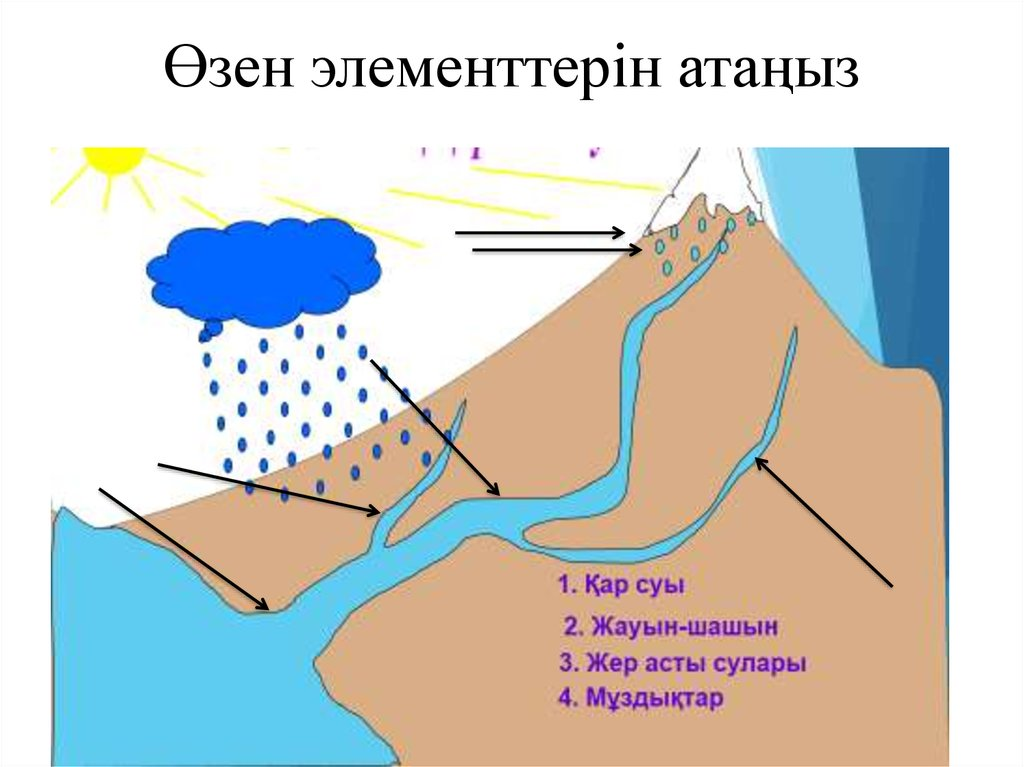 Өзен элементтерін атаңыз
1. Қар суы
2. Жауын-шашын
3. Жер асты сулары
4. Мұздықтар